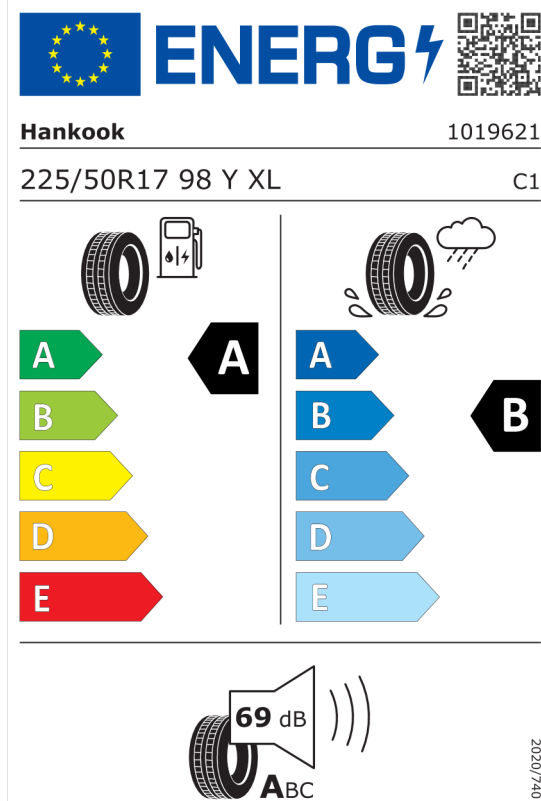 ENERG
Hankook 1019621
225/50R17 98 Y XL C1
A A
B
C
D
E
A
B B
C
D
E
69 dB
ABC
2020/740